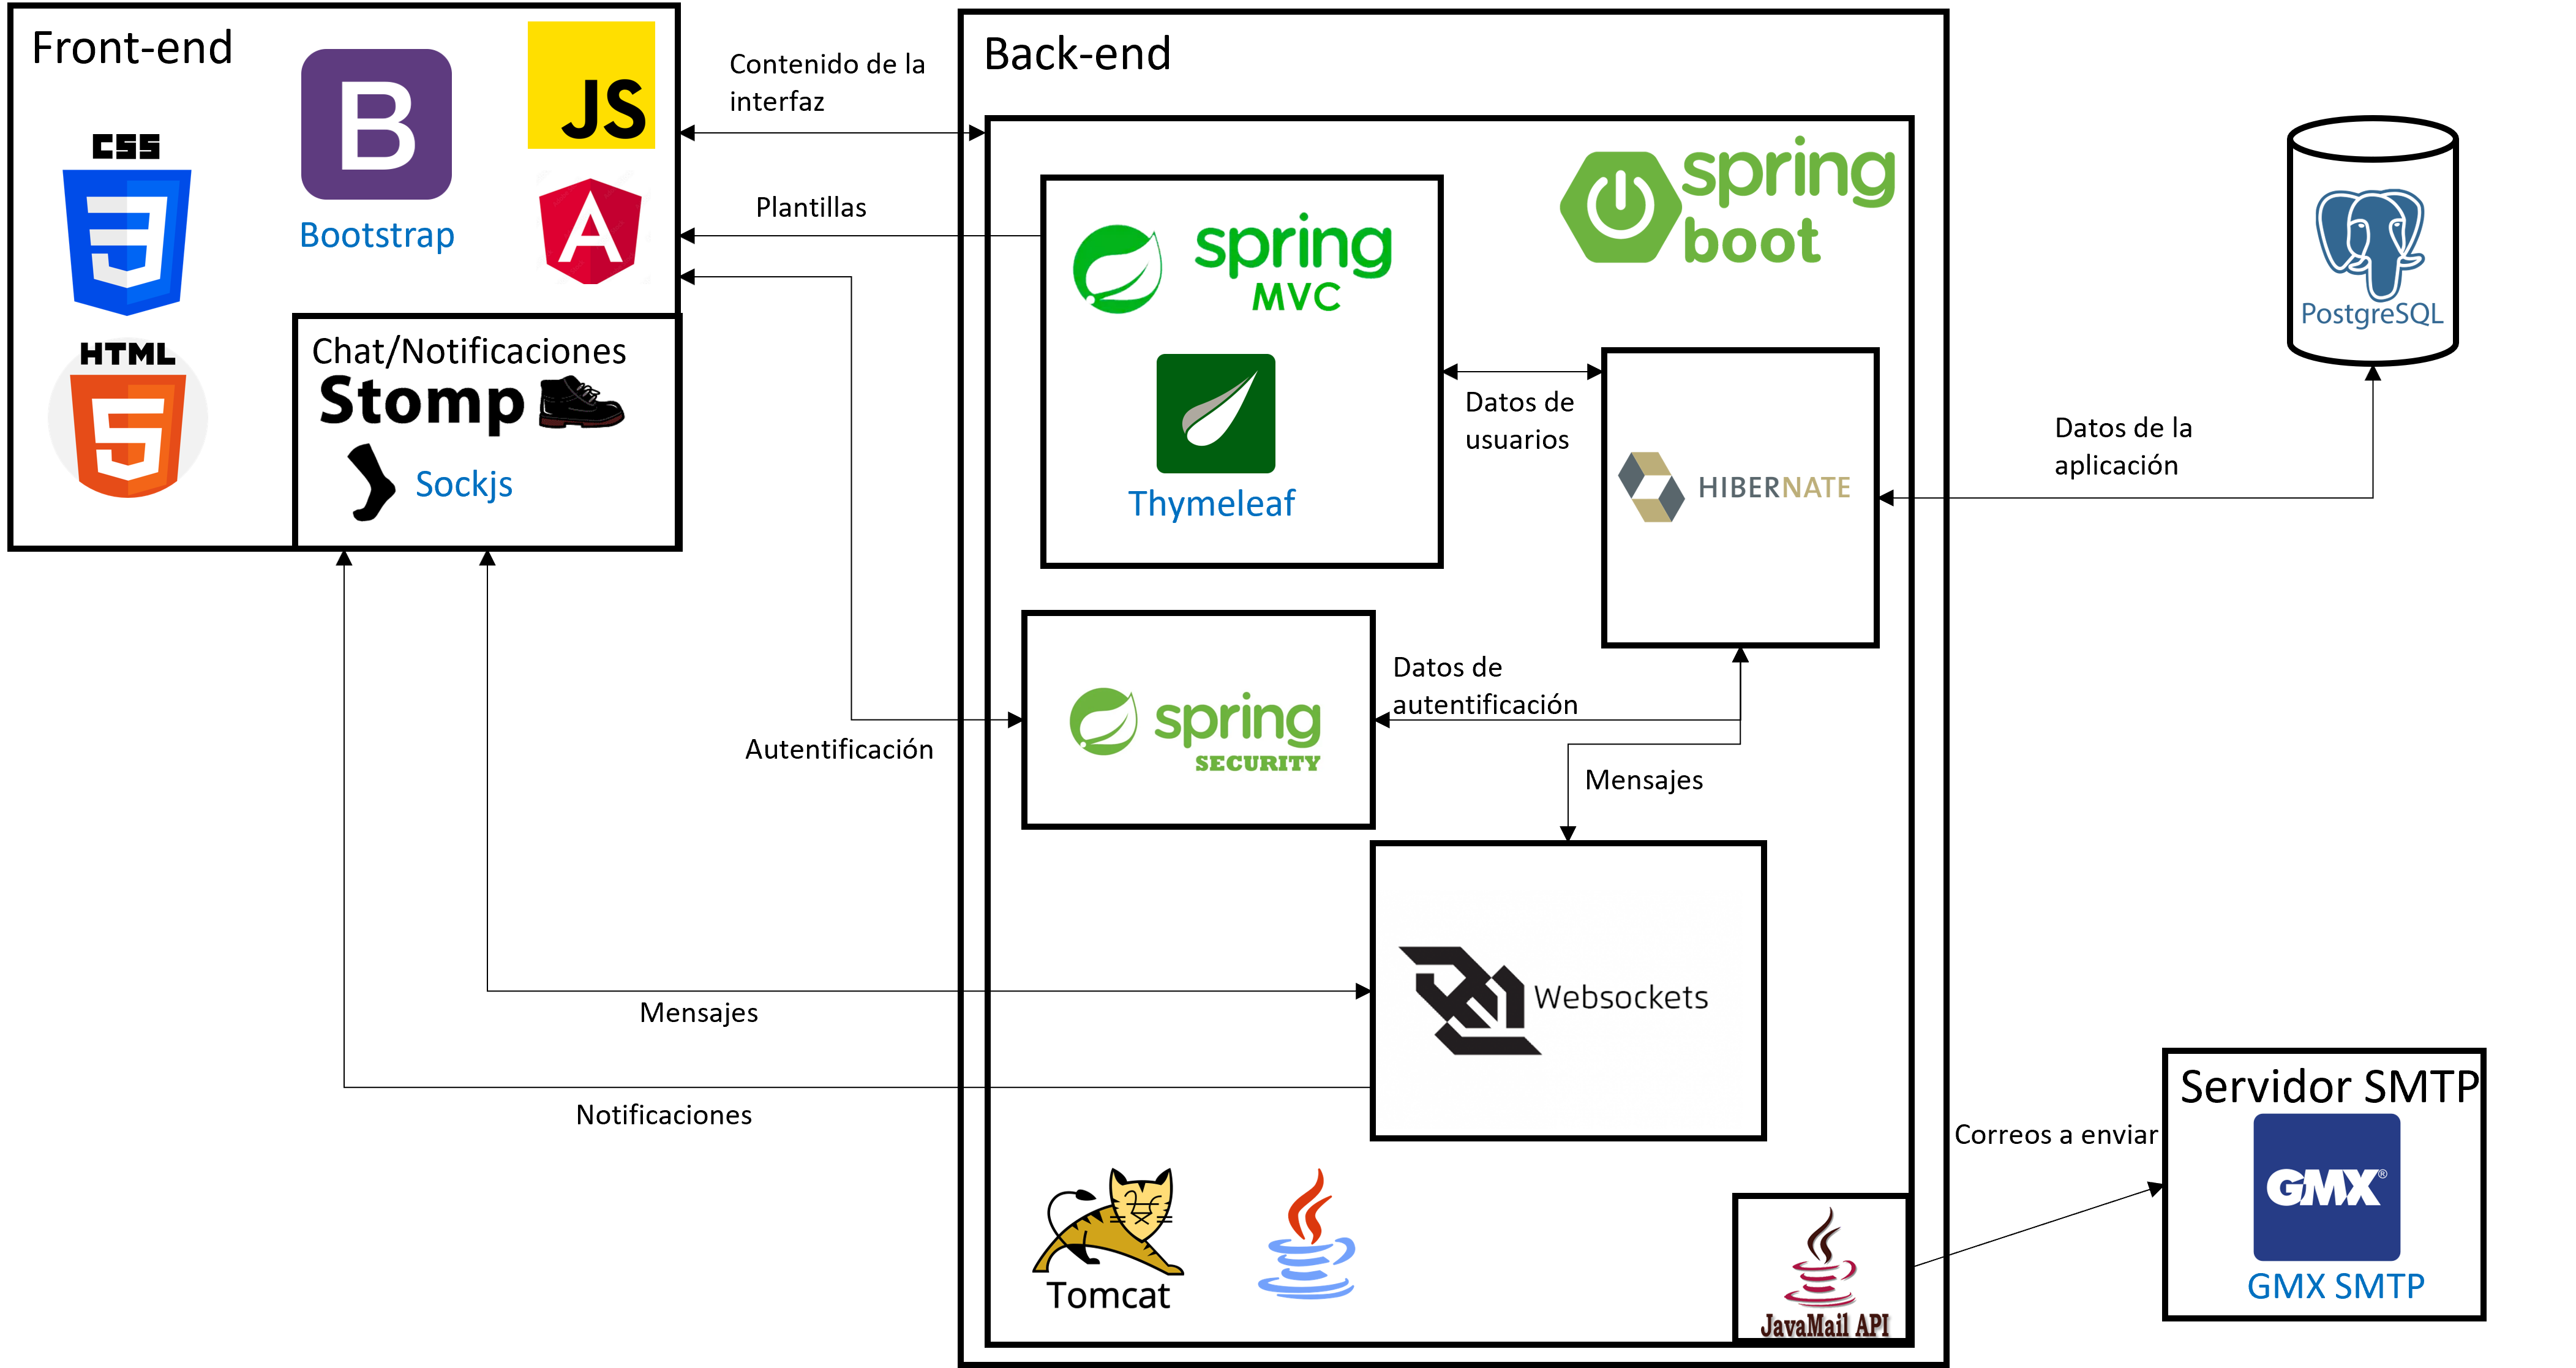 Front-end
CSS
B
Bootstrap
JS
A
HTML
5
Chat/Notificaciones
Stomp
Sockjs
Contenido de la
interfaz
Plantillas
Autentificación
Mensajes
Notificaciones
Back-end
spring
boot
spring
MVC
Thymeleaf
Datos de
usuarios
HIBERNATE
spring
SECURITY
Datos de
autentificación
Mensajes
Websockets
Tomcat
JavaMail API
Datos de la
aplicación
PostgreSQL
Correos a enviar
Servidor SMTP
GMX®
GMX SMTP